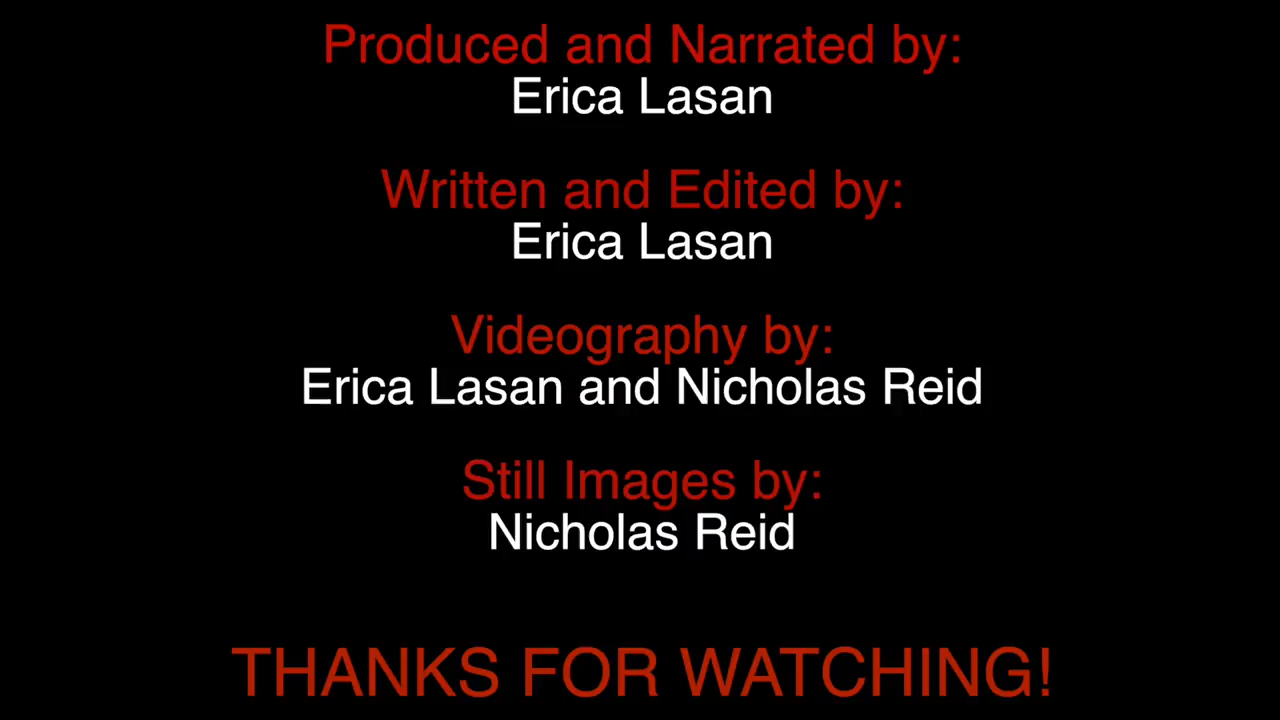 Produced and Narrated by:
Erica Lasan
Written and Edited by:
Erica Lasan
Videography by:
Erica Lasan and Nicholas Reid
Still Images by:
Nicholas Reid
THANKS FOR WATCHING!